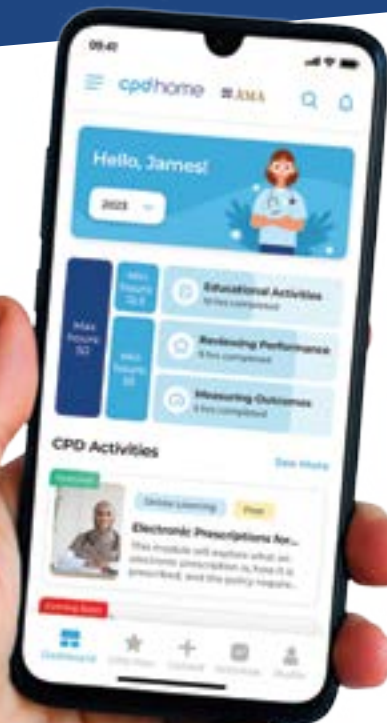 09:41
cpdhome AMA
Hello, James!
2023
Max
hours:
50
Min
hours:
12.5
Min
hours:
25
Educational Activities
Reviewing Performance
Measuring Outcomes
CPD Activities
See More
Featured
Online Learning
Free
Electronic Prescriptions for...
This module will explore what an
electronic prescription is, how it is
prescribed, and the policy require...
Coming Soon
Dashboard
Profile